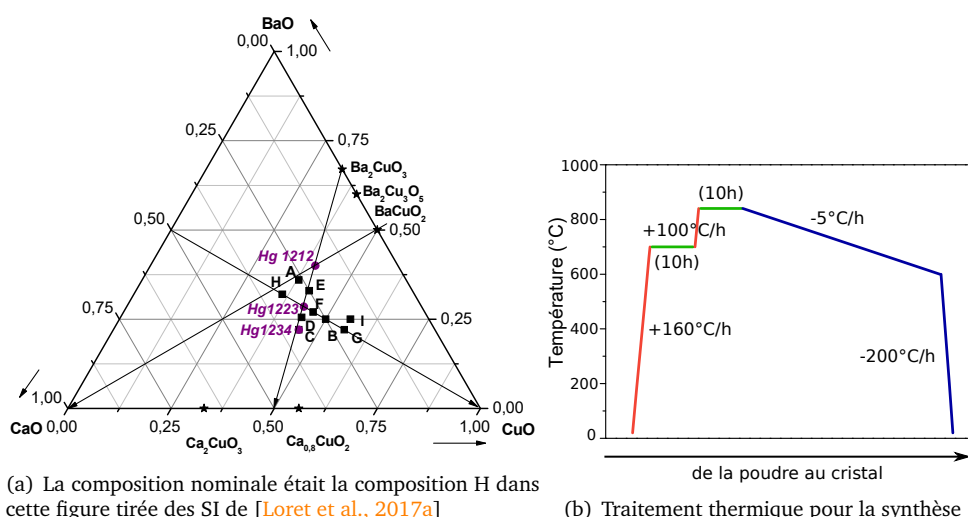 BaO
0,00 1,00
0,25 0,75
Ba2CuO3
Ba2Cu3O5
BaCuO2
0,50 0,50
Hg 1212
A
H E
Hg1223 F
0,75 D I 0,25
Hg1234 C B G
1,00 0,00
CaO 0,00 0,25 0,50 0,75 1,00 CuO
Ca2CuO3 Ca0,8CuO2
(a) La composition nominale était la composition H dans
cette figure tirée des SI de [Loret et al., 2017a]
Température (°C)
1000
800
600
400
200
0
(10h)
+100°C/h
(10h)
-5°C/h
+160°C/h
-200°C/h
de la poudre au cristal
(b) Traitement thermique pour la synthèse